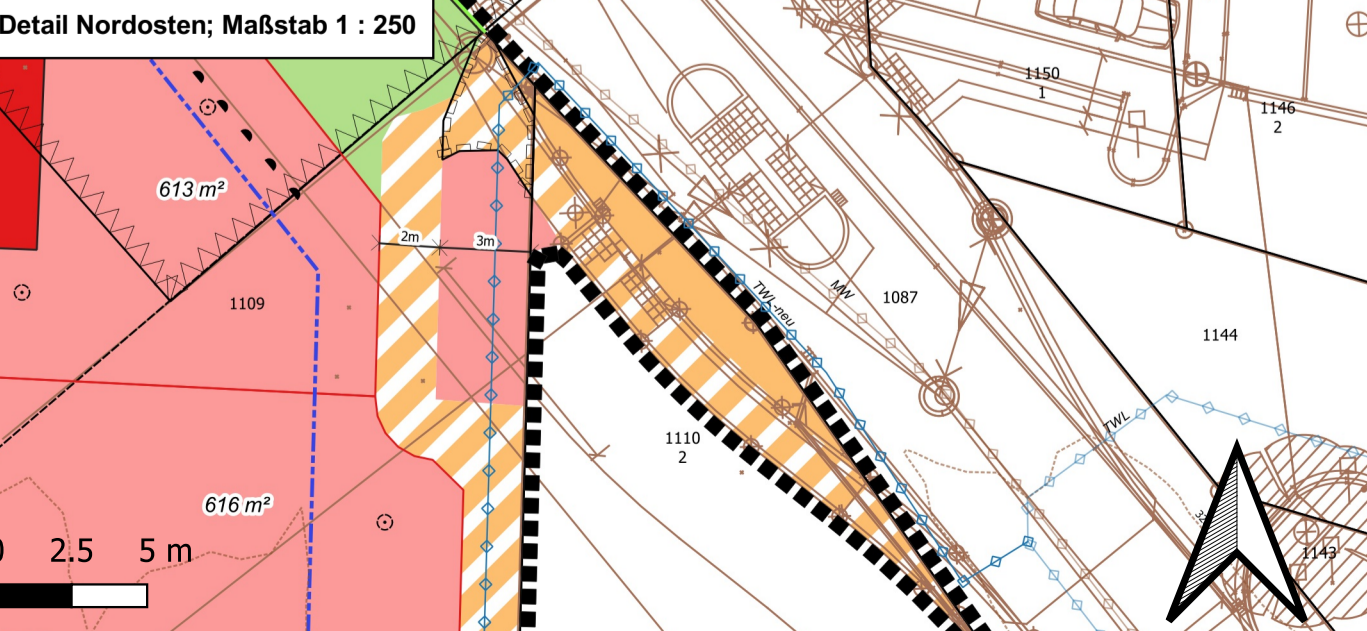 Detail Nordosten; Maßstab 1 : 250
1150
1
1146
2
613 m²
2m
3m
TWL-neu
MW
1087
1109
1144
1110
2
TWL
616 m²
0 2.5 5 m
1143